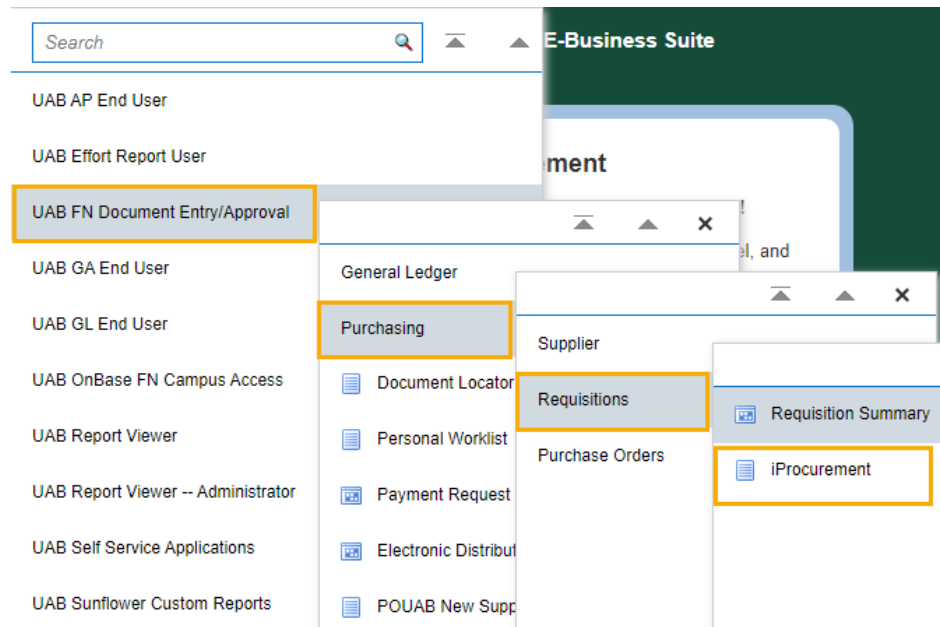 Search
E-Business Suite
UAB AP End User
UAB Effort Report User
ment
UAB FN Document Entry/Approval
!
el, and
UAB GA End User
General Ledger
UAB GL End User
Purchasing
Supplier
UAB OnBase FN Campus Access
Document Locator
Requisitions
Requisition Summary
UAB Report Viewer
Personal Worklist
Purchase Orders
iProcurement
UAB Report Viewer -- Administrator
Payment Request
UAB Self Service Applications
Electronic Distribut
UAB Sunflower Custom Reports
POUAB New Supp